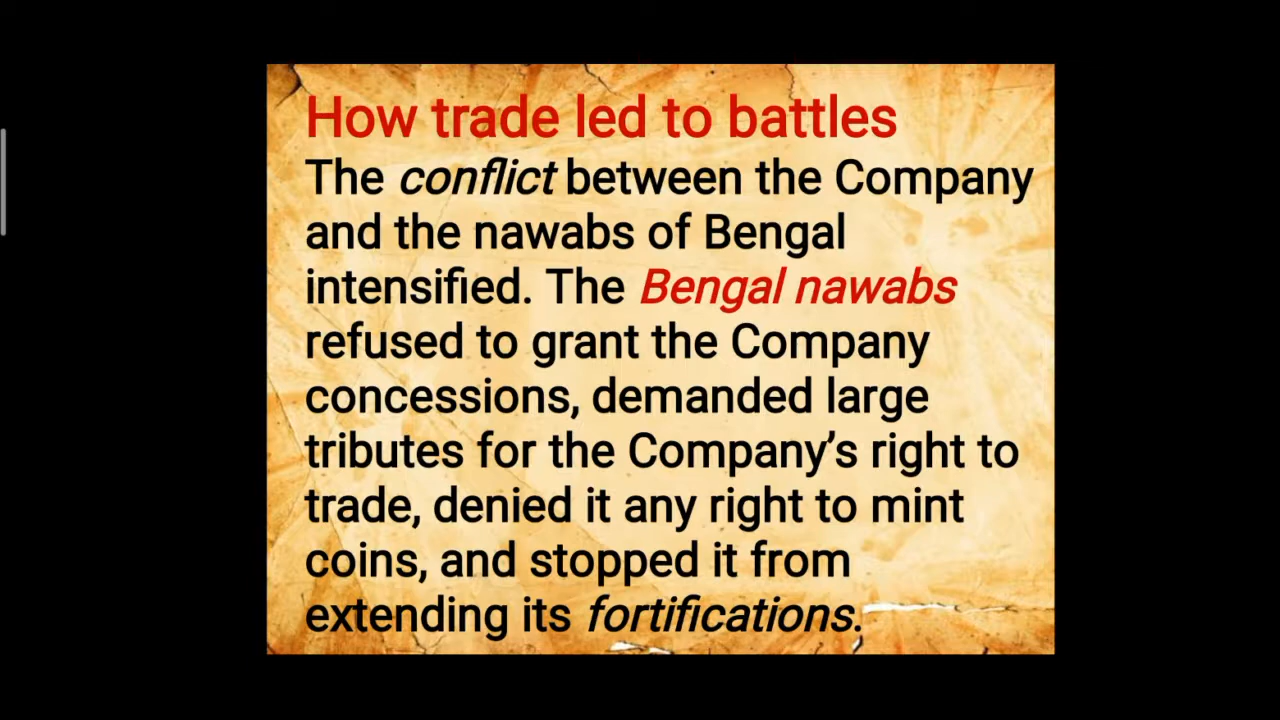 How trade led to battles
The conflict between the Company
and the nawabs of Bengal
intensified. The Bengal nawabs
refused to grant the Company
concessions, demanded large
tributes for the Company’s right to
trade, denied it any right to mint
coins, and stopped it from
extending its fortifications.